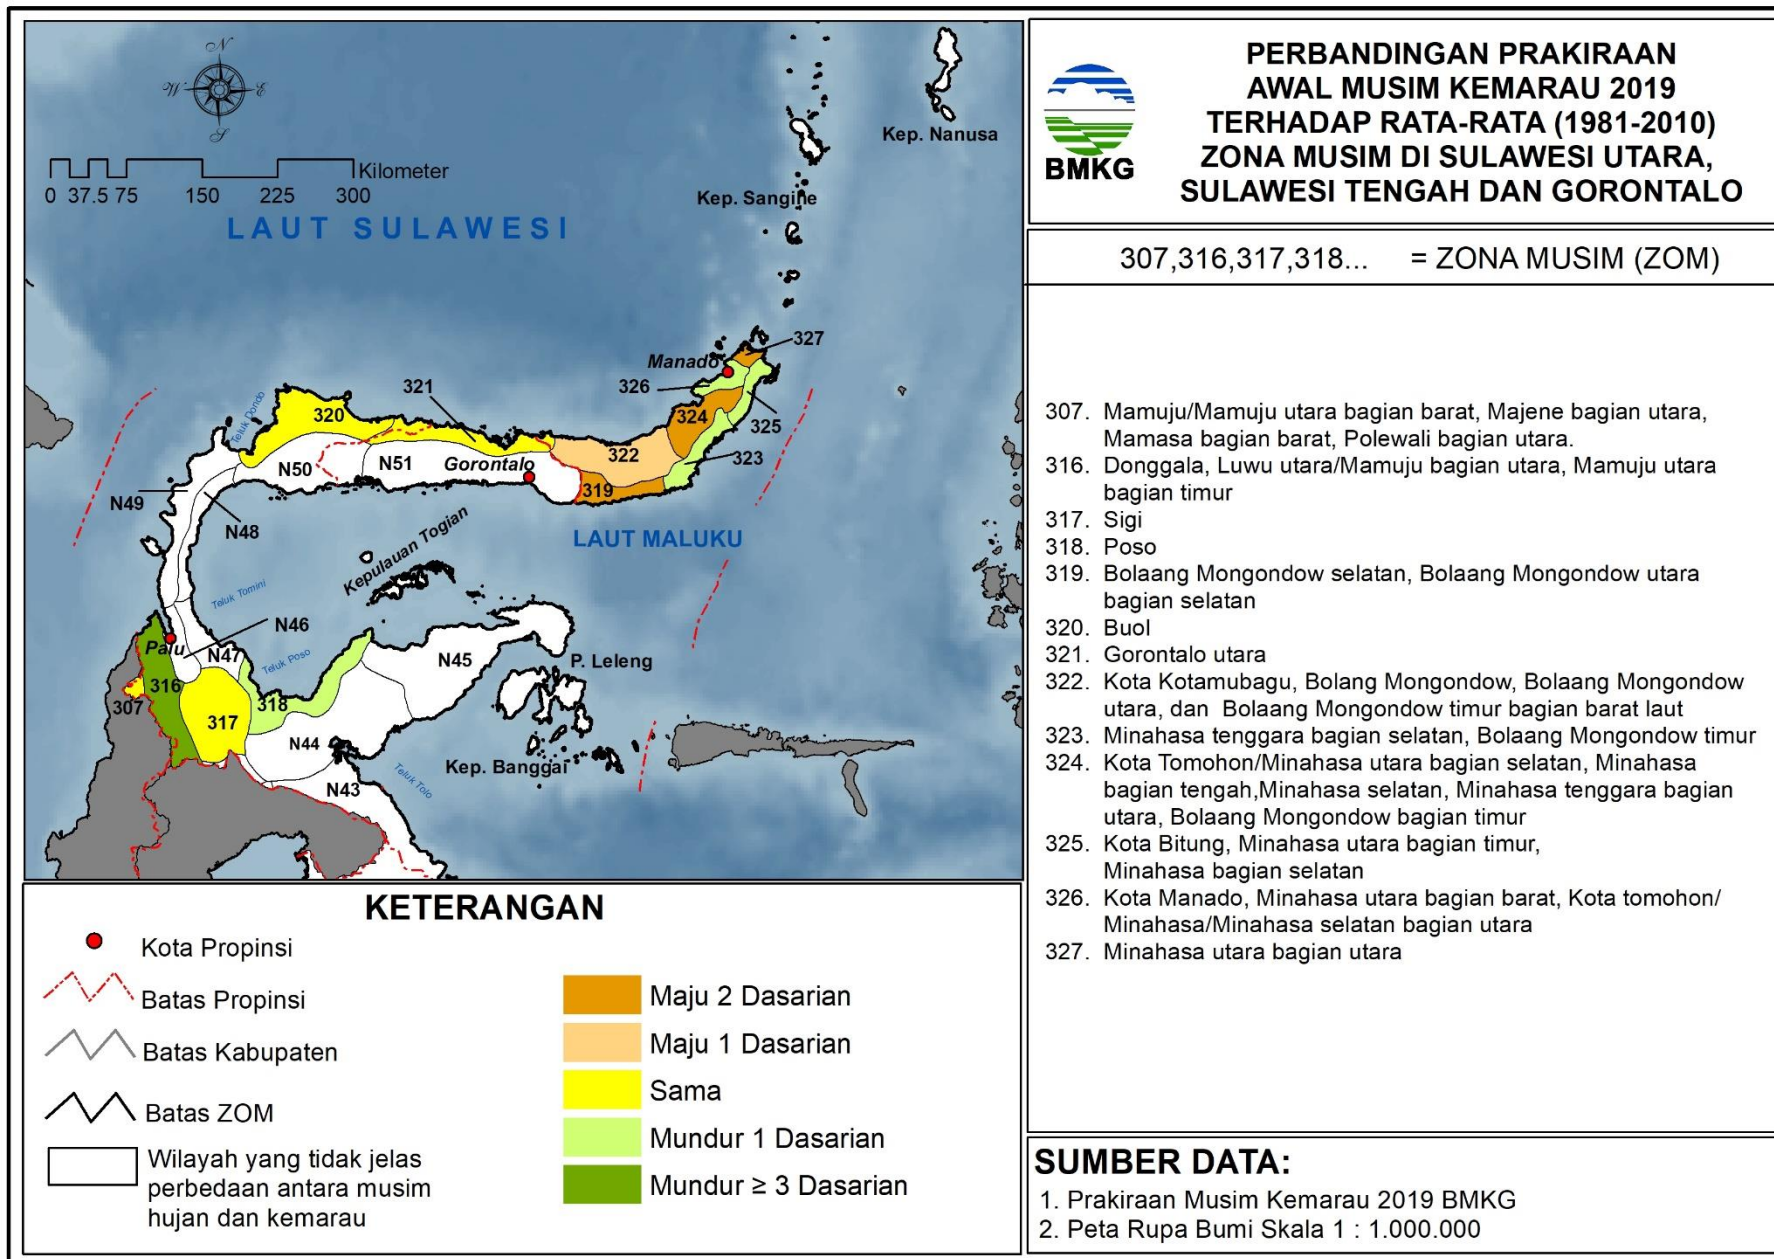 N
W
E
S
Kilometer
0 37.5 75 150 225 300
LAUT SULAWESI
Kep. Nanusa
Kep. Sangine
327
Manado
326
321
320
324
325
Teluk Dondo
322
323
N50
N51
Gorontalo
319
N49
N48
LAUT MALUKU
Kepulauan Togian
Teluk Tomini
N46
Palu
N47
Teluk Poso
N45
P. Leleng
316
307
317
318
N44
Kep. Banggai
Teluk Tolo
N43
KETERANGAN
Kota Propinsi
Batas Propinsi
Batas Kabupaten
Batas ZOM
Wilayah yang tidak jelas
perbedaan antara musim
hujan dan kemarau
Maju 2 Dasarian
Maju 1 Dasarian
Sama
Mundur 1 Dasarian
Mundur ≥ 3 Dasarian
BMKG
PERBANDINGAN PRAKIRAAN
AWAL MUSIM KEMARAU 2019
TERHADAP RATA-RATA (1981-2010)
ZONA MUSIM DI SULAWESI UTARA,
SULAWESI TENGAH DAN GORONTALO
307,316,317,318... = ZONA MUSIM (ZOM)
307. Mamuju/Mamuju utara bagian barat, Majene bagian utara,
Mamasa bagian barat, Polewali bagian utara.
316. Donggala, Luwu utara/Mamuju bagian utara, Mamuju utara
bagian timur
317. Sigi
318. Poso
319. Bolaang Mongondow selatan, Bolaang Mongondow utara
bagian selatan
320. Buol
321. Gorontalo utara
322. Kota Kotamubagu, Bolang Mongondow, Bolaang Mongondow
utara, dan Bolaang Mongondow timur bagian barat laut
323. Minahasa tenggara bagian selatan, Bolaang Mongondow timur
324. Kota Tomohon/Minahasa utara bagian selatan, Minahasa
bagian tengah,Minahasa selatan, Minahasa tenggara bagian
utara, Bolaang Mongondow bagian timur
325. Kota Bitung, Minahasa utara bagian timur,
Minahasa bagian selatan
326. Kota Manado, Minahasa utara bagian barat, Kota tomohon/
Minahasa/Minahasa selatan bagian utara
327. Minahasa utara bagian utara
SUMBER DATA:
1. Prakiraan Musim Kemarau 2019 BMKG
2. Peta Rupa Bumi Skala 1 : 1.000.000